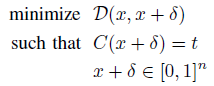 minimize 𝒟(x, x + δ)
such that C(x + δ) = t
x + δ ∈ [0, 1]ⁿ